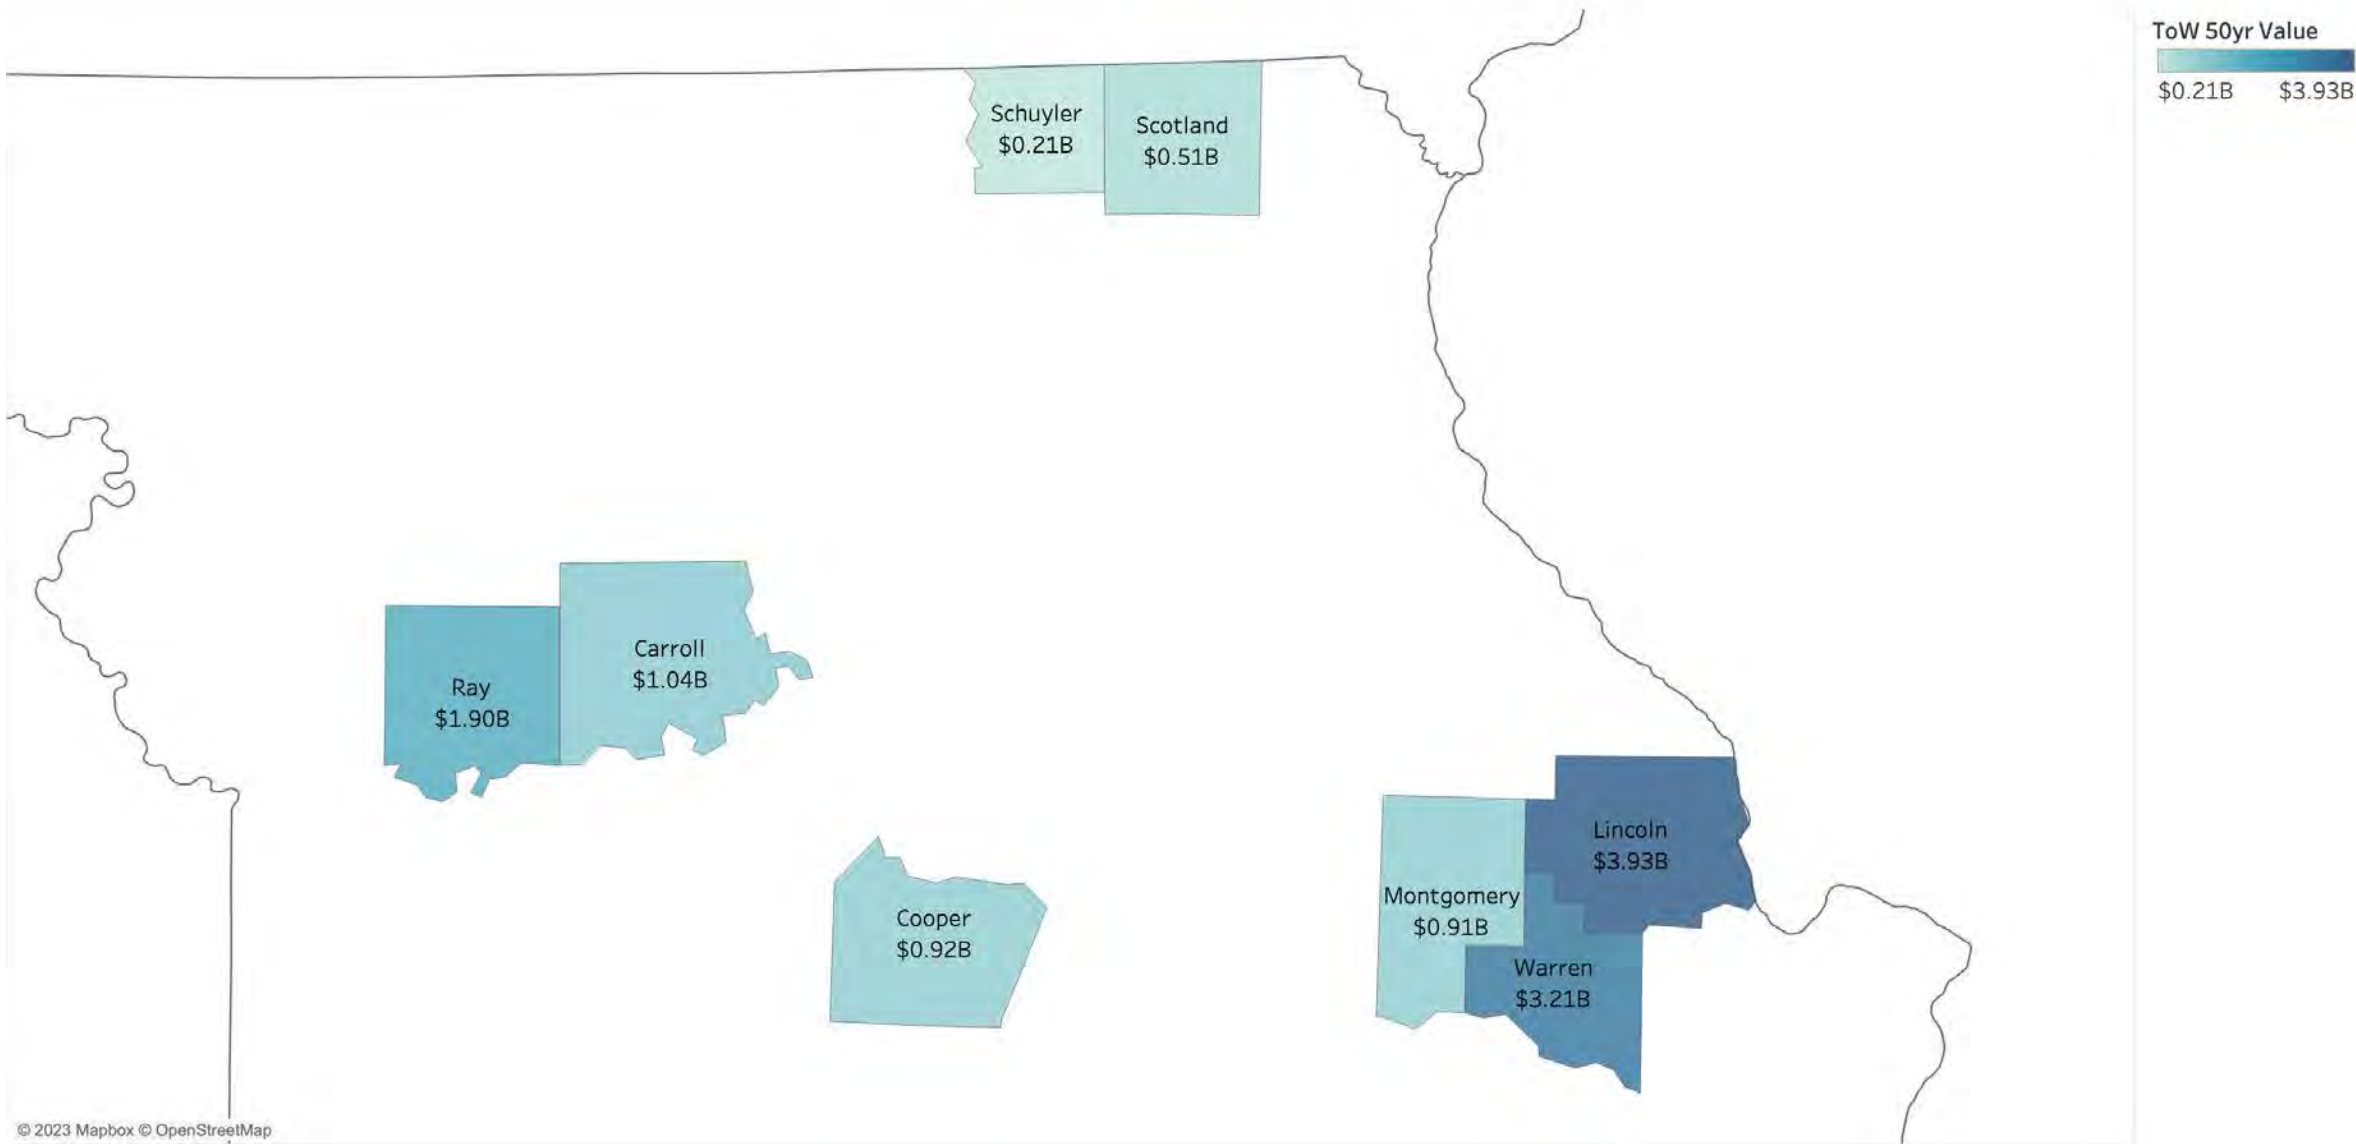 ToW 50yr Value
$0.21B $3.93B
Schuyler
$0.21B
Scotland
$0.51B
Carroll
$1.04B
Ray
$1.90B
Lincoln
$3.93B
Montgomery
$0.91B
Cooper
$0.92B
Warren
$3.21B
© 2023 Mapbox © OpenStreetMap